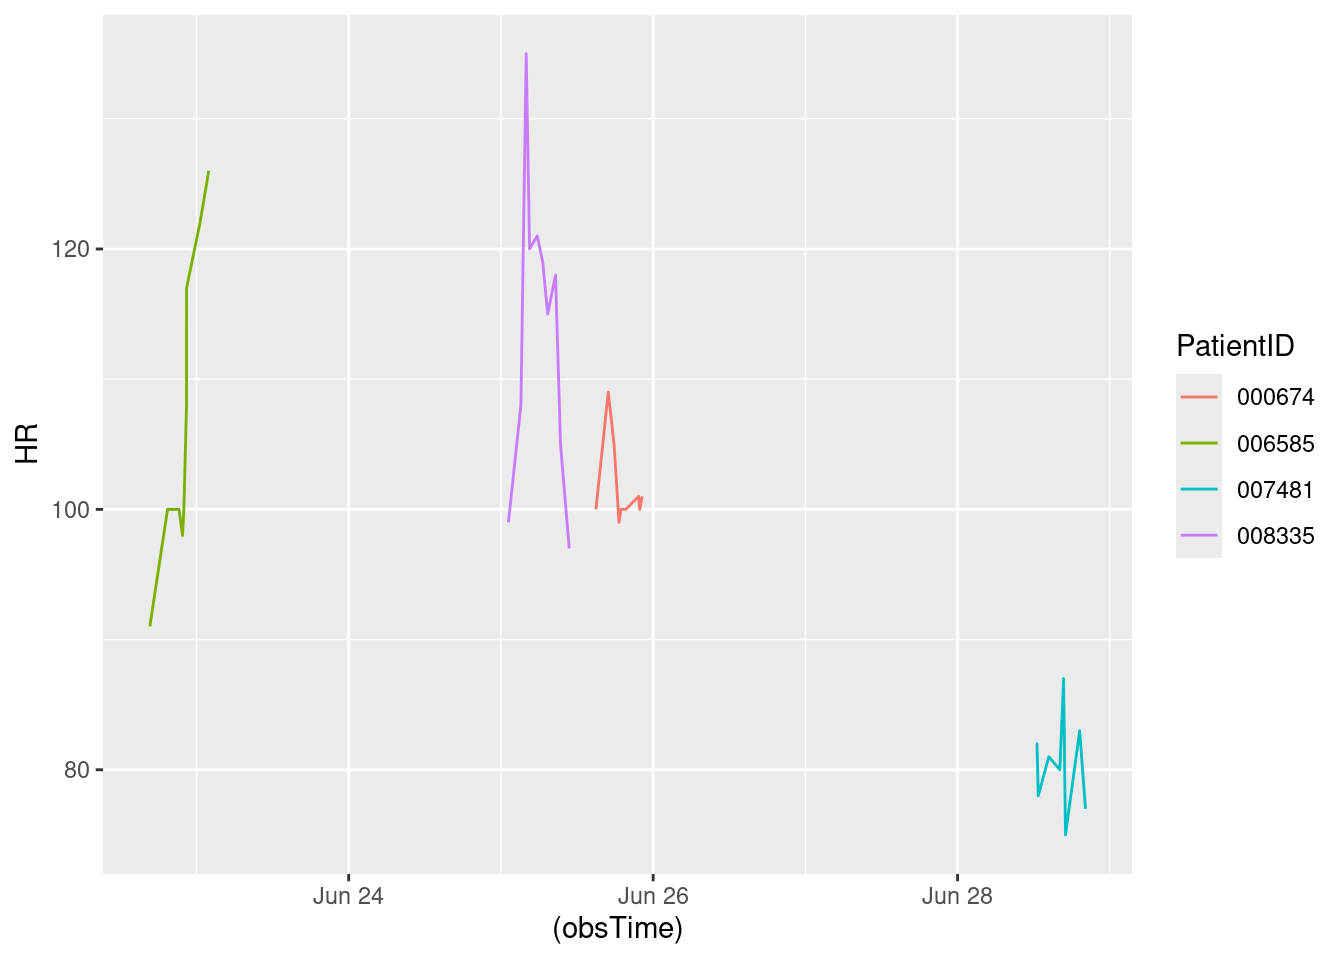 HR
120
100
80
Jun 24
Jun 26
Jun 28
(obsTime)
PatientID
000674
006585
007481
008335